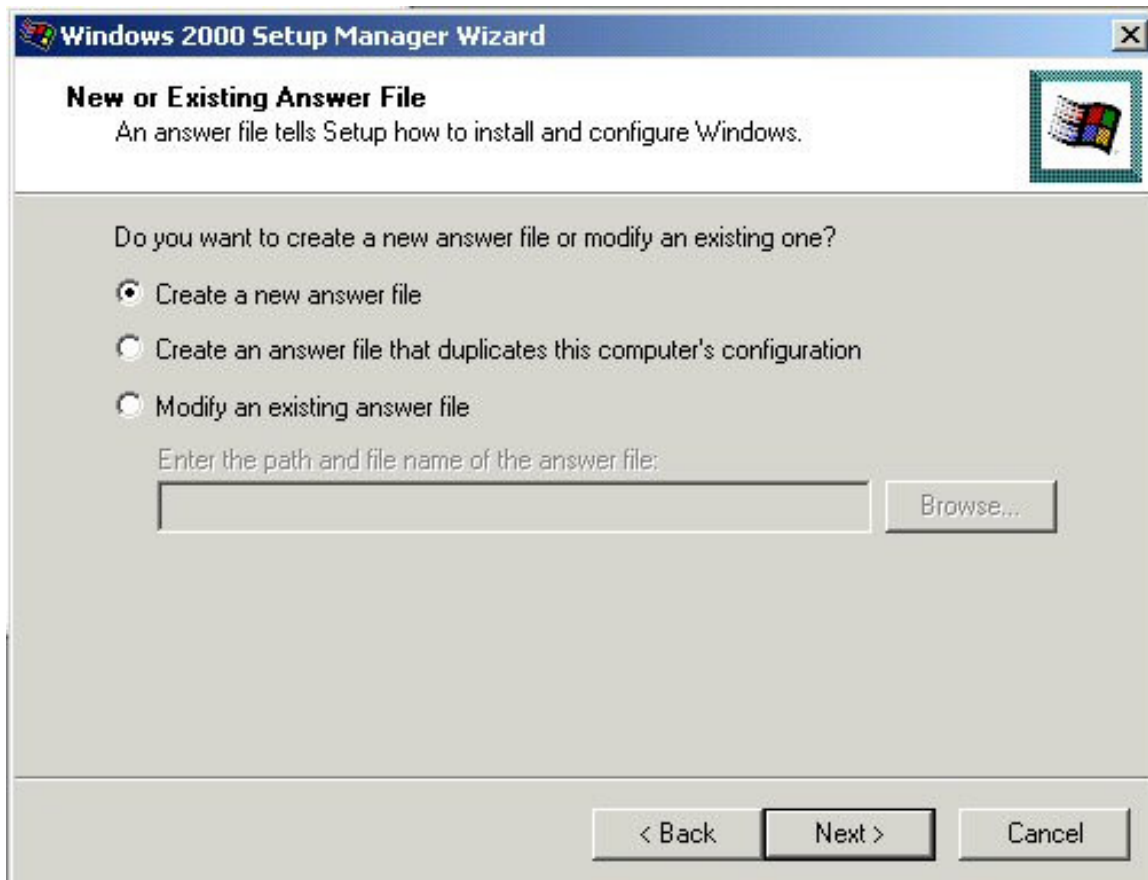 Windows 2000 Setup Manager Wizard
New or Existing Answer File
An answer file tells Setup how to install and configure Windows.
Do you want to create a new answer file or modify an existing one?
Create a new answer file
Create an answer file that duplicates this computer's configuration
Modify an existing answer file
Enter the path and file name of the answer file:
Browse...
< Back Next > Cancel